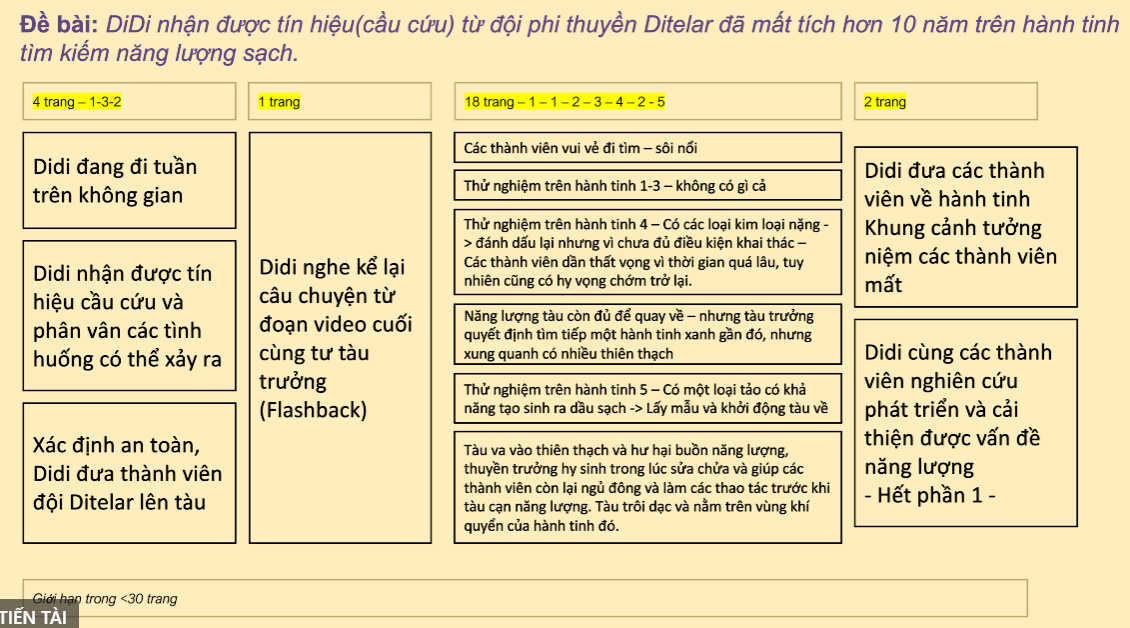 Đề bài: DiDi nhận được tín hiệu(cầu cứu) từ đội phi thuyền Ditelar đã mất tích hơn 10 năm trên hành tinh
tìm kiếm năng lượng sạch.
4 trang – 1-3-2
Didi đang đi tuần
trên không gian
Didi nhận được tín
hiệu cầu cứu và
phân vân các tình
huống có thể xảy ra
Xác định an toàn,
Didi đưa thành viên
đội Ditelar lên tàu
1 trang
Didi nghe kể lại
câu chuyện từ
đoạn video cuối
cùng tư tàu
trưởng
(Flashback)
18 trang – 1 – 1 – 2 – 3 – 4 – 2 - 5
Các thành viên vui vẻ đi tìm – sôi nổi
Thử nghiệm trên hành tinh 1-3 – không có gì cả
Thử nghiệm trên hành tinh 4 – Có các loại kim loại nặng -
> đánh dấu lại nhưng vì chưa đủ điều kiện khai thác –
Các thành viên dần thất vọng vì thời gian quá lâu, tuy
nhiên cũng có hy vọng chớm trở lại.
Năng lượng tàu còn đủ để quay về – nhưng tàu trưởng
quyết định tìm tiếp một hành tinh xanh gần đó, nhưng
xung quanh có nhiều thiên thạch
Thử nghiệm trên hành tinh 5 – Có một loại tảo có khả
năng tạo sinh ra dầu sạch -> Lấy mẫu và khởi động tàu về
Tàu va vào thiên thạch và hư hại buồn năng lượng,
thuyền trưởng hy sinh trong lúc sửa chửa và giúp các
thành viên còn lại ngủ đông và làm các thao tác trước khi
tàu cạn năng lượng. Tàu trôi dạc và nằm trên vùng khí
quyển của hành tinh đó.
2 trang
Didi đưa các thành
viên về hành tinh
Khung cảnh tưởng
niệm các thành viên
mất
Didi cùng các thành
viên nghiên cứu
phát triển và cải
thiện được vấn đề
năng lượng
- Hết phần 1 -
Giới hạn trong <30 trang
TIẾN TÀI